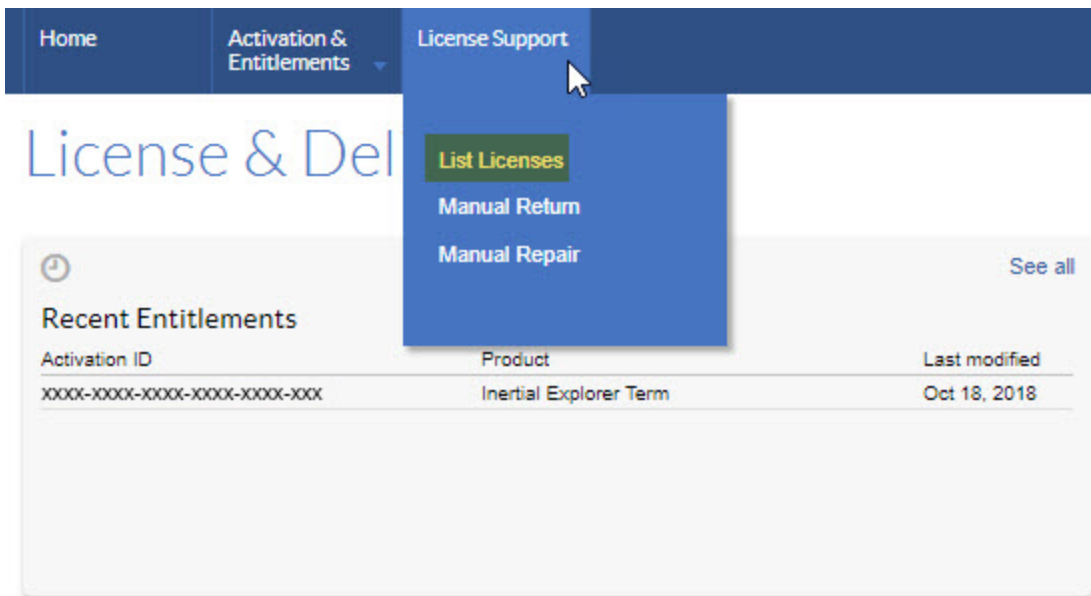 Home
Activation &
Entitlements
License Support
License & Del
List Licenses
Manual Return
Manual Repair
See all
Recent Entitlements
Activation ID Product Last modified
XXXX-XXXX-XXXX-XXXX-XXXX-XXX Inertial Explorer Term Oct 18, 2018